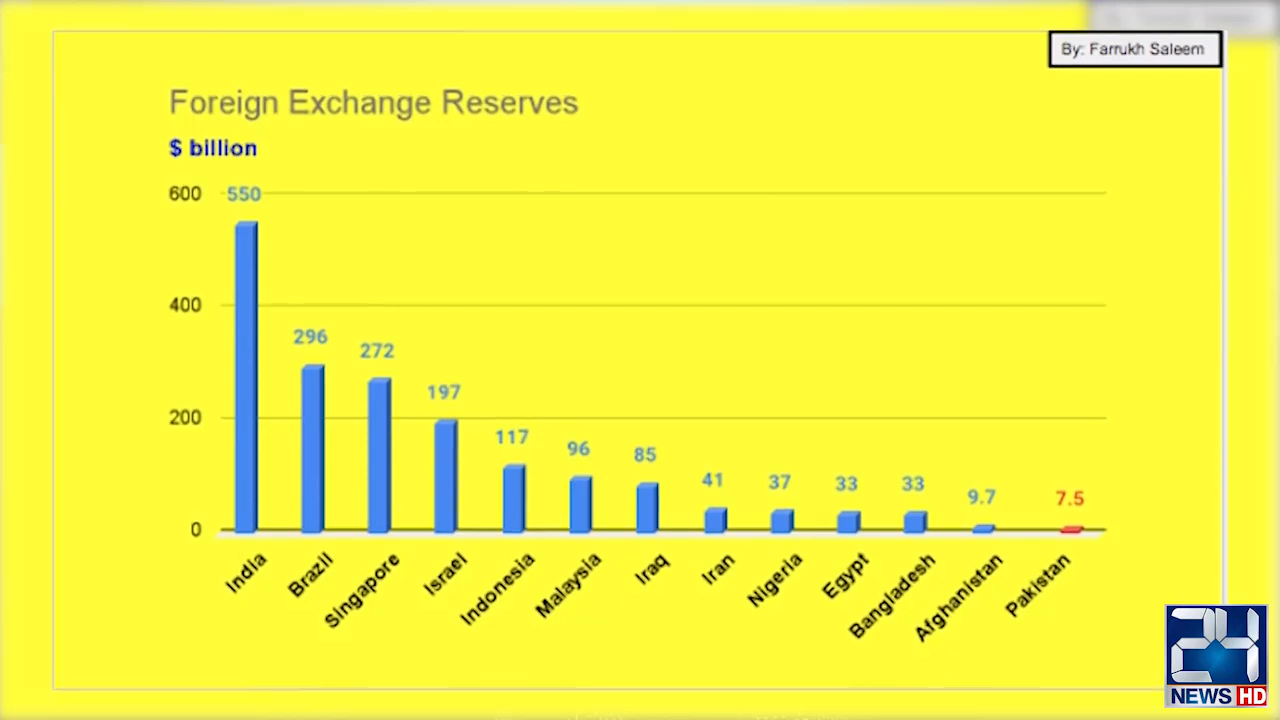 By: Farrukh Saleem
Foreign Exchange Reserves
$ billion
600
550
400
296
272
200
197
117
96
85
41
37
33
33
9.7
7.5
0
India
Brazil
Singapore
Israel
Indonesia
Malaysia
Iraq
Iran
Nigeria
Egypt
Bangladesh
Afghanistan
Pakistan
24
NEWS HD